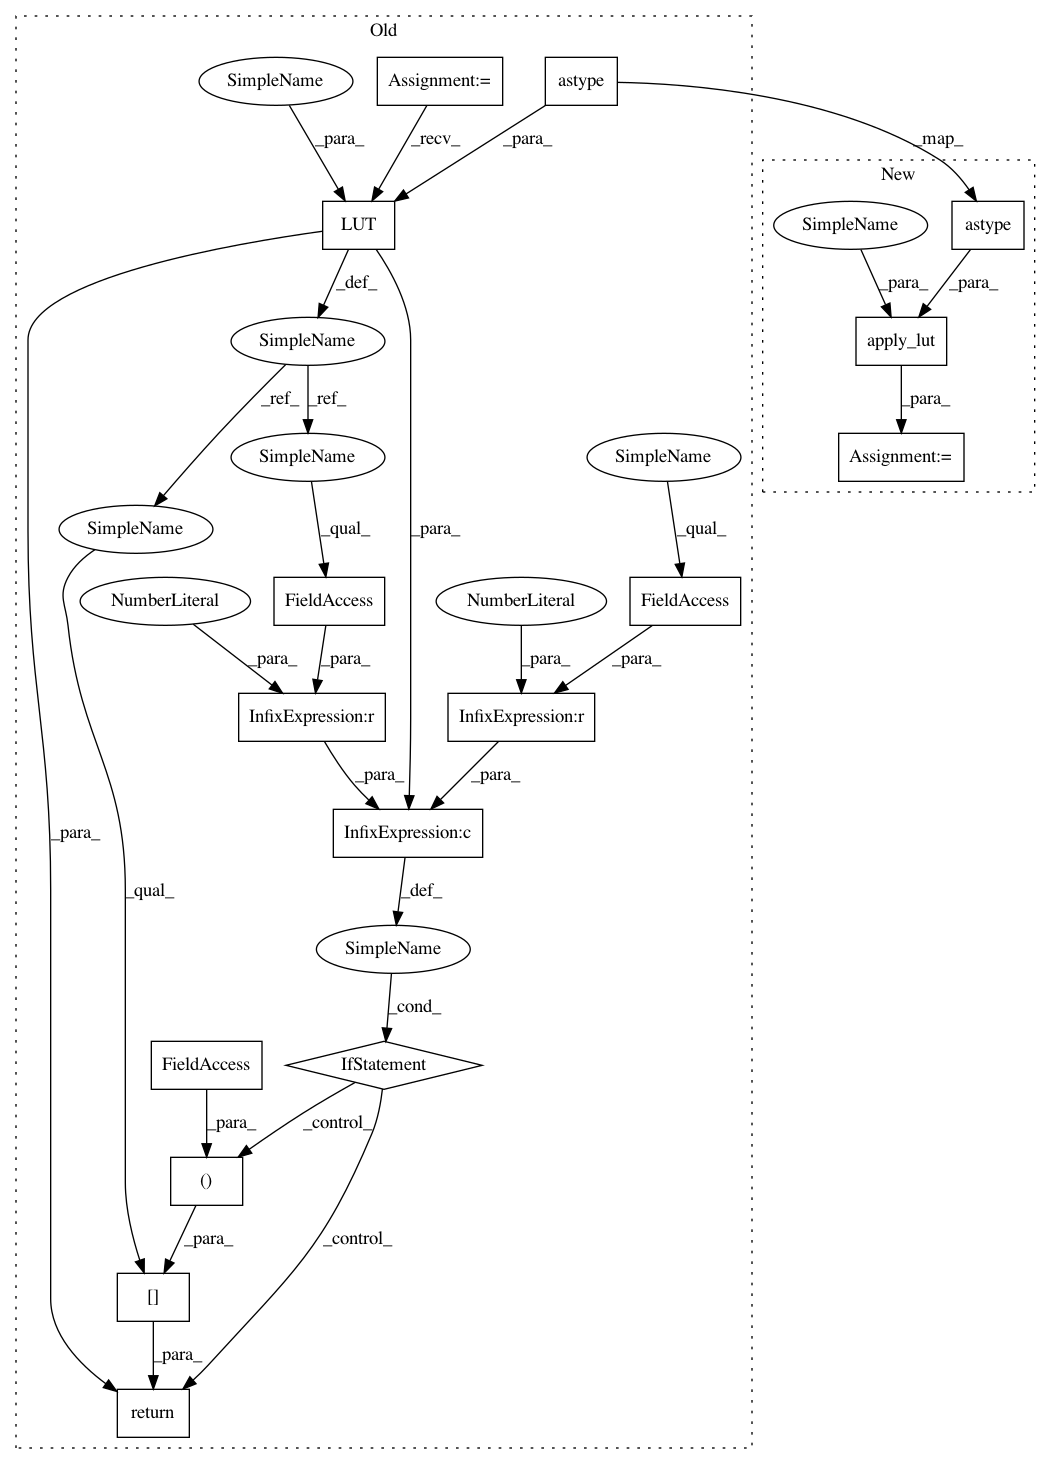 Old
SimpleName
Assignment:=
astype
_para_
_recv_
_para_
_map_
New
LUT
SimpleName
astype
_def_
_para_
_para_
SimpleName
apply_lut
_ref_
_ref_
_para_
SimpleName
SimpleName
Assignment:=
SimpleName
_qual_
_para_
_qual_
NumberLiteral
FieldAccess
NumberLiteral
FieldAccess
_para_
_para_
_para_
_para_
InfixExpression:r
InfixExpression:r
_para_
_para_
_para_
InfixExpression:c
_qual_
_def_
SimpleName
_cond_
FieldAccess
IfStatement
_para_
_control_
()
_para_
_control_
[]
_para_
return